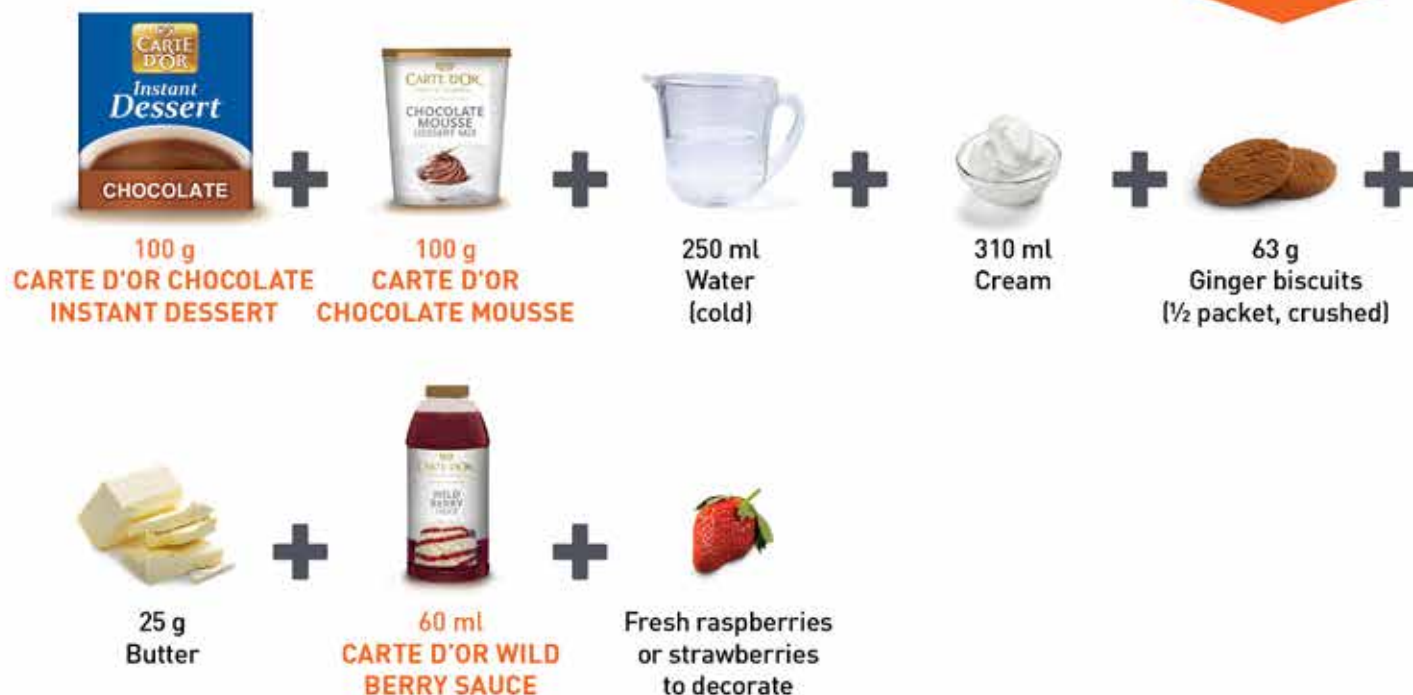 CARTE
D'OR
Instant
Dessert
CHOCOLATE
CARTE D'OR
CHOCOLATE
MOUSSE
DESSERT MIX
100 g
CARTE D'OR CHOCOLATE
INSTANT DESSERT
100 g
CARTE D'OR
CHOCOLATE MOUSSE
250 ml
Water
(cold)
310 ml
Cream
63 g
Ginger biscuits
(½ packet, crushed)
CARTE D'OR
WILD
BERRY
25 g
Butter
60 ml
CARTE D'OR WILD
BERRY SAUCE
Fresh raspberries
or strawberries
to decorate